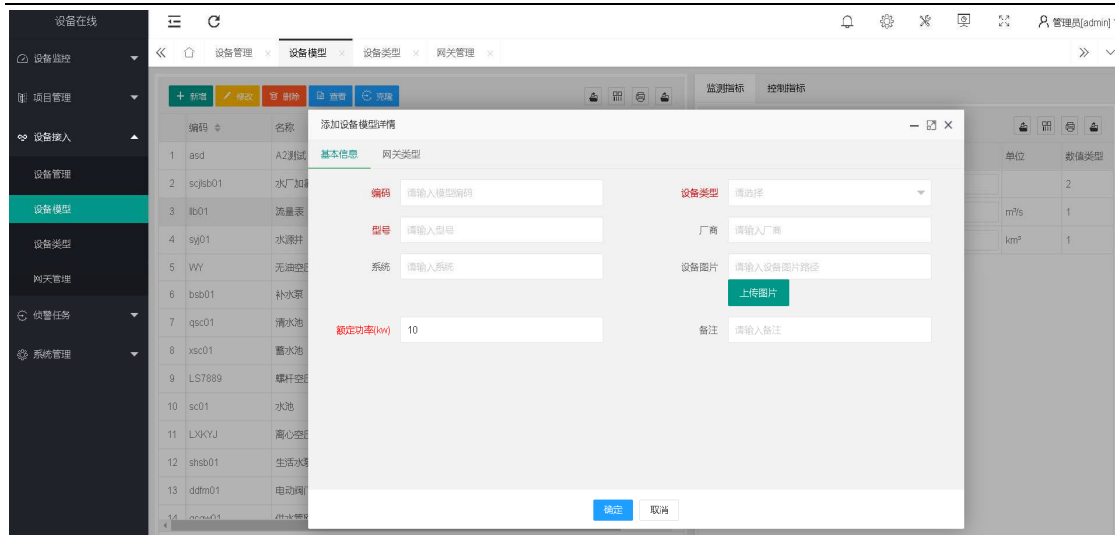 设备在线
管理员[admin]
设备监控
项目管理
设备接入
设备管理
设备模型
设备类型
网关管理
侦警任务
系统管理
设备管理 × 设备模型 × 设备类型 × 网关管理 ×
+ 新增 修改 删除 查看 克隆
监测指标 控制指标
编码 名称
单位 数值类型
1 asd A2测试
2 scjisb01 水厂加
3 llb01 流量表
4 syj01 水源井
5 WY 无油空
6 bsb01 补水泵
7 qsc01 清水池
8 xsc01 蓄水池
9 LS7889 螺杆空
10 sc01 水池
11 LXKYJ 离心空
12 shsb01 生活水
13 ddfm01 电动阀
14
2
m³/s 1
km³ 1
添加设备模型详情
基本信息 网关类型
编码 请输入模型编码
设备类型 请选择
型号 请输入型号
厂商 请输入厂商
系统 请输入系统
设备图片 请输入设备图片路径
上传图片
额定功率(kw) 10
备注 请输入备注
确定 取消